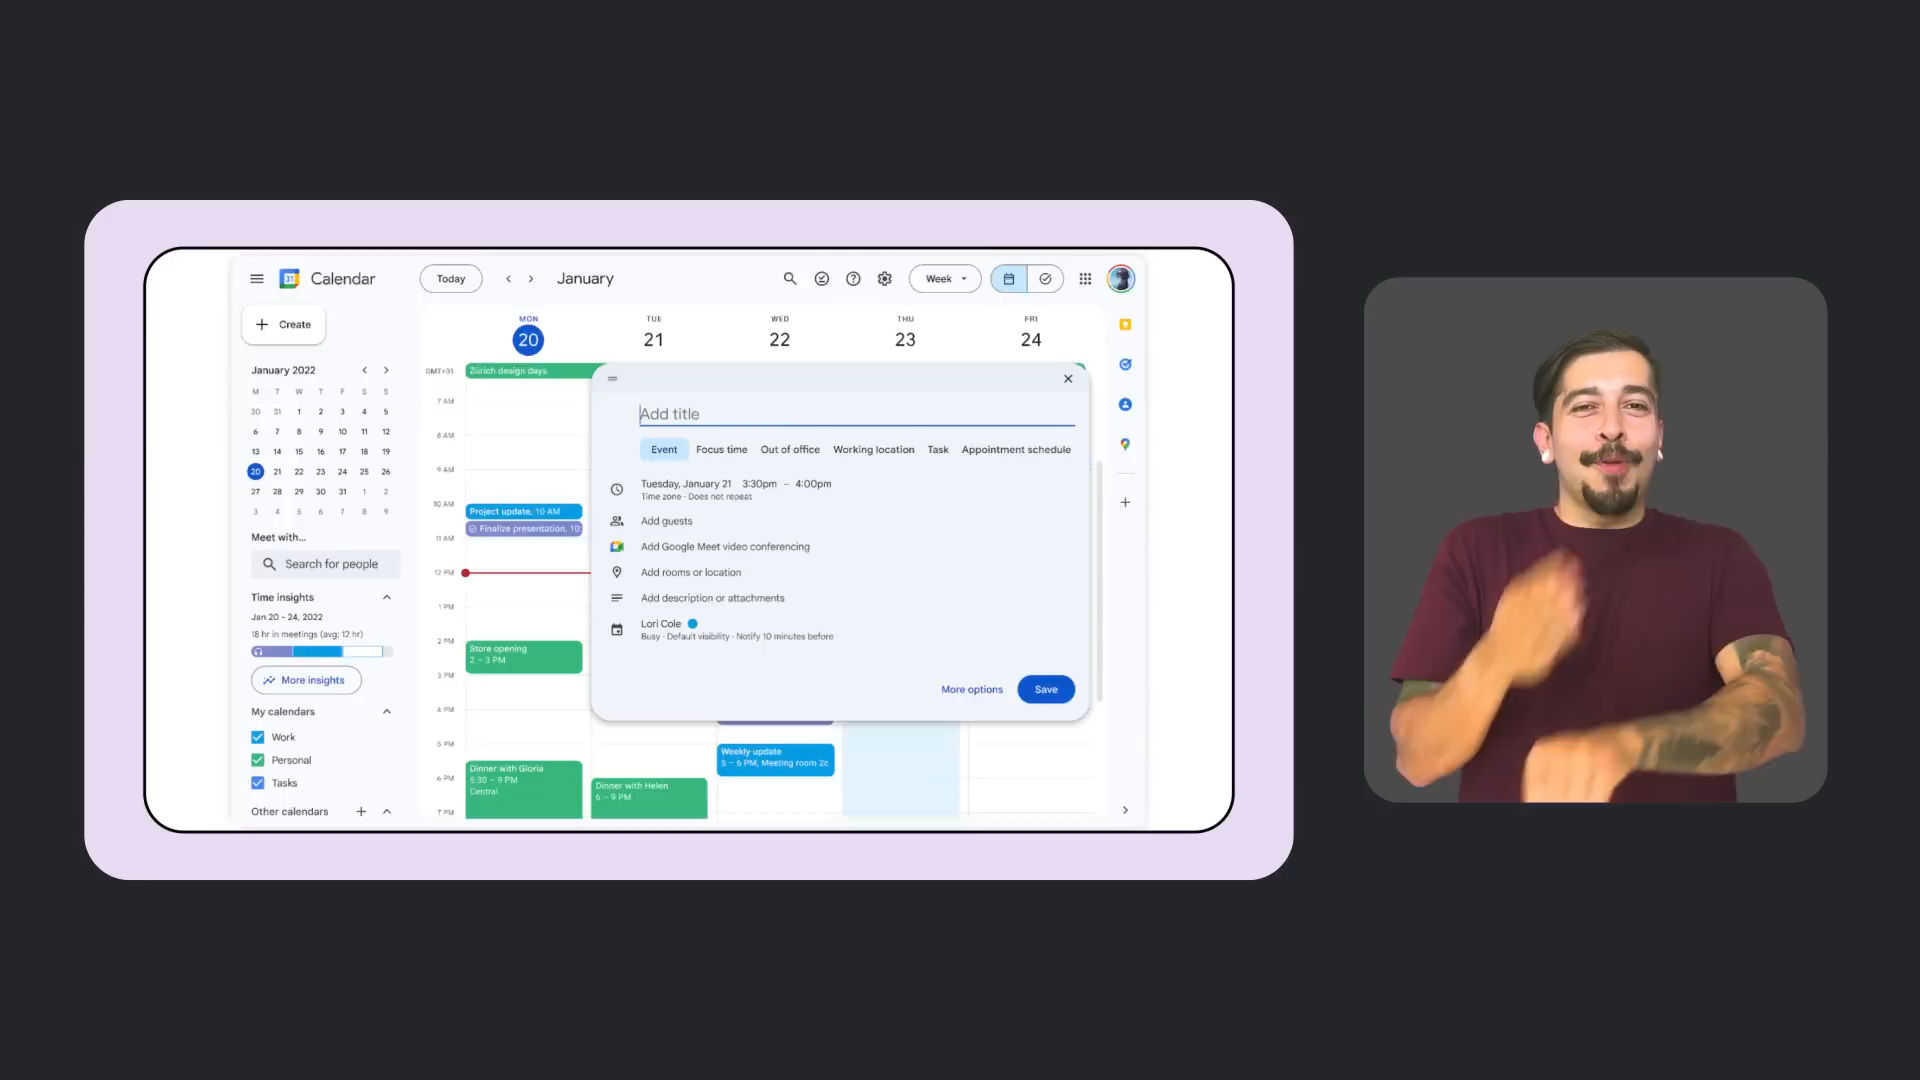 Calendar
Today
January
Week
Create
MON
TUE
WED
THU
FRI
20
21
22
23
24
January 2022
M T W T F S S
30 31 1 2 3 4 5
6 7 8 9 10 11 12
13 14 15 16 17 18 19
20 21 22 23 24 25 26
27 28 29 30 31 1 2
3 4 5 6 7 8 9
Meet with...
Search for people
Time insights
Jan 20 - 24, 2022
18 hr in meetings (avg: 12 hr)
More insights
My calendars
Work
Personal
Tasks
Other calendars
GMT+01
7 AM
8 AM
9 AM
10 AM
11 AM
12 PM
1 PM
2 PM
3 PM
4 PM
5 PM
6 PM
7 PM
Zürich design days
Project update, 10 AM
Finalize presentation, 10:
Store opening
2 – 3 PM
Dinner with Gloria
5:30 – 9 PM
Central
Dinner with Helen
6 – 9 PM
Weekly update
5 – 6 PM, Meeting room 2c
Add title
Event Focus time Out of office Working location Task Appointment schedule
Tuesday, January 21 3:30pm – 4:00pm
Time zone · Does not repeat
Add guests
Add Google Meet video conferencing
Add rooms or location
Add description or attachments
Lori Cole
Busy · Default visibility · Notify 10 minutes before
More options
Save